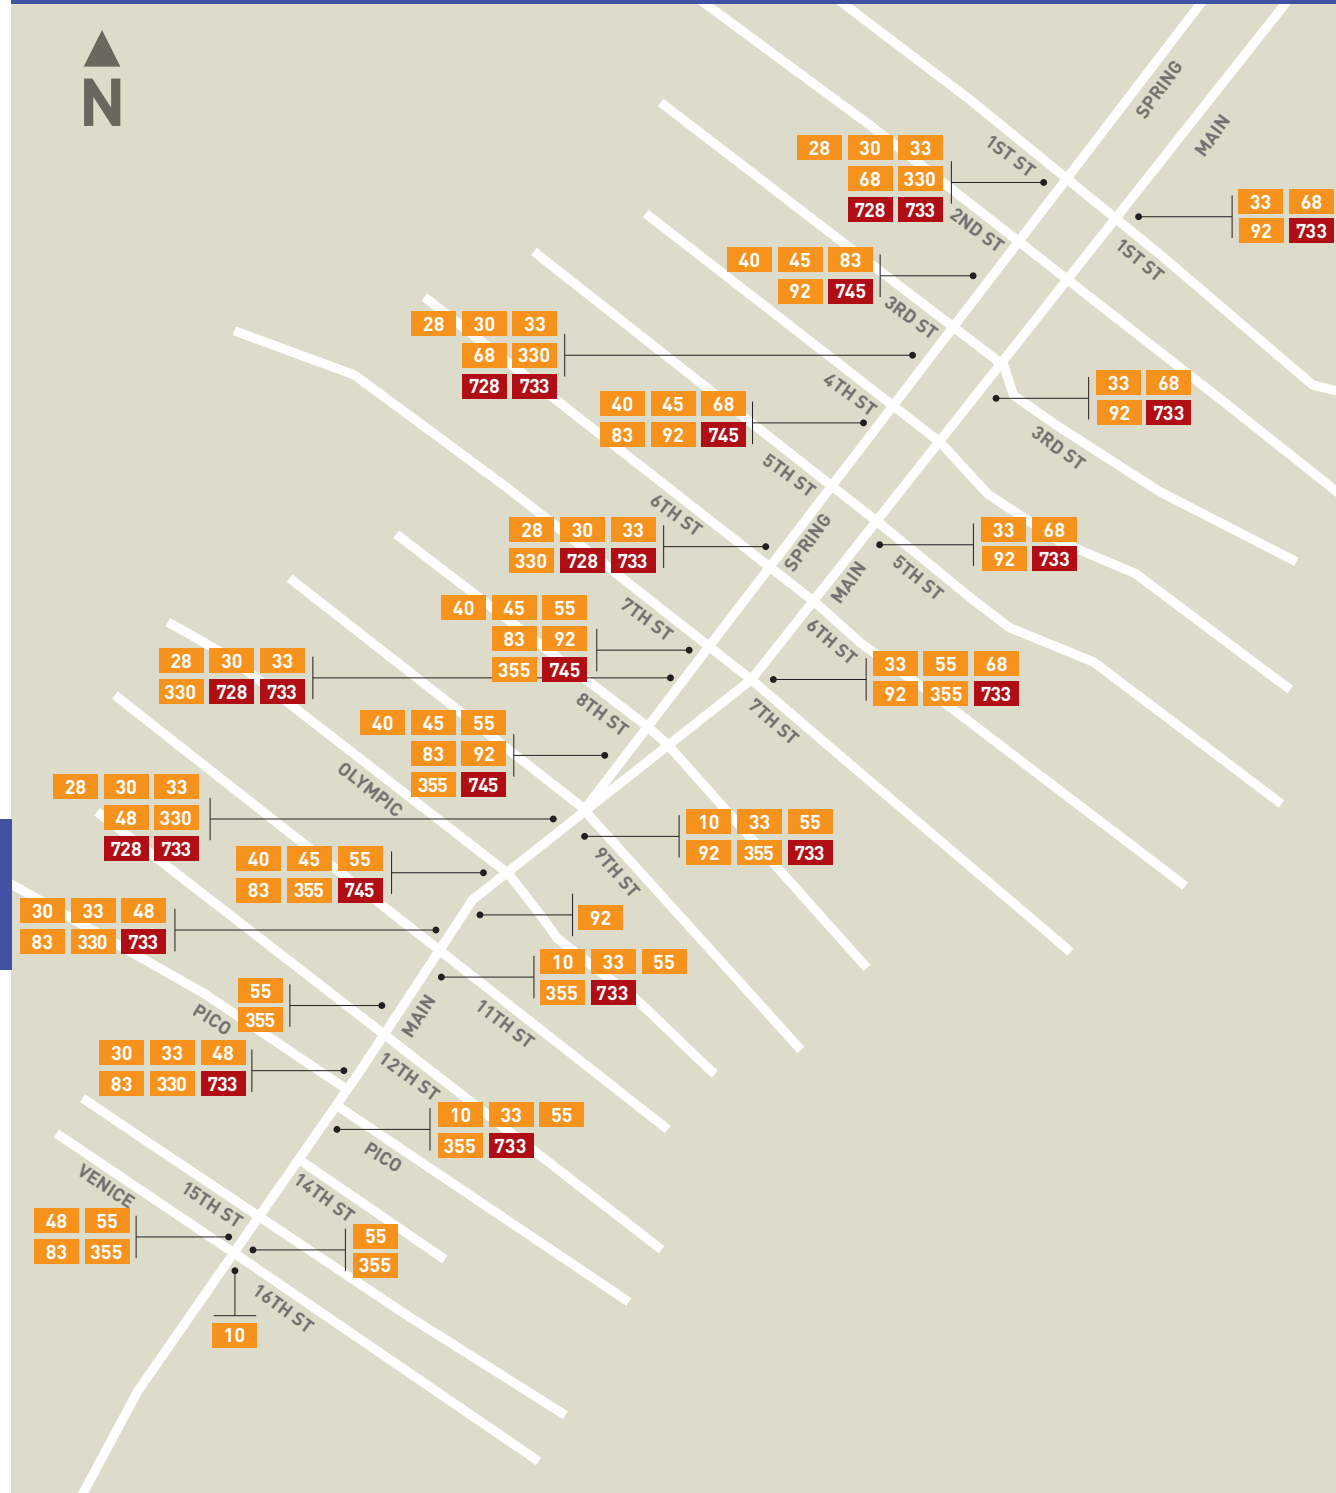 N
SPRING
MAIN
1ST ST
28 30 33
68 330
728 733
33 68
92 733
2ND ST
1ST ST
40 45 83
92 745
3RD ST
28 30 33
68 330
728 733
4TH ST
33 68
92 733
40 45 68
83 92 745
3RD ST
5TH ST
6TH ST
SPRING
28 30 33
330 728 733
33 68
92 733
MAIN
5TH ST
40 45 55
83 92
355 745
7TH ST
6TH ST
28 30 33
330 728 733
33 55 68
92 355 733
8TH ST
7TH ST
40 45 55
83 92
355 745
OLYMPIC
28 30 33
48 330
728 733
10 33 55
92 355 733
40 45 55
83 355 745
9TH ST
30 33 48
83 330 733
92
10 33 55
355 733
55
355
PICO
MAIN
11TH ST
30 33 48
83 330 733
12TH ST
10 33 55
355 733
PICO
VENICE
15TH ST
14TH ST
48 55
83 355
55
355
16TH ST
10